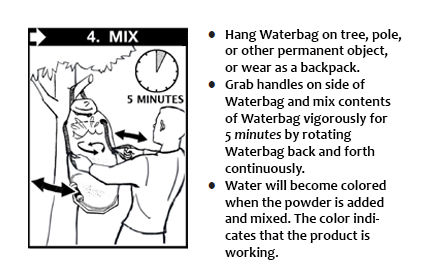 4. MIX
5 MINUTES
• Hang Waterbag on tree, pole,
or other permanent object,
or wear as a backpack.
• Grab handles on side of
Waterbag and mix contents
of Waterbag vigorously for
5 minutes by rotating
Waterbag back and forth
continuously.
• Water will become colored
when the powder is added
and mixed. The color indi-
cates that the product is
working.